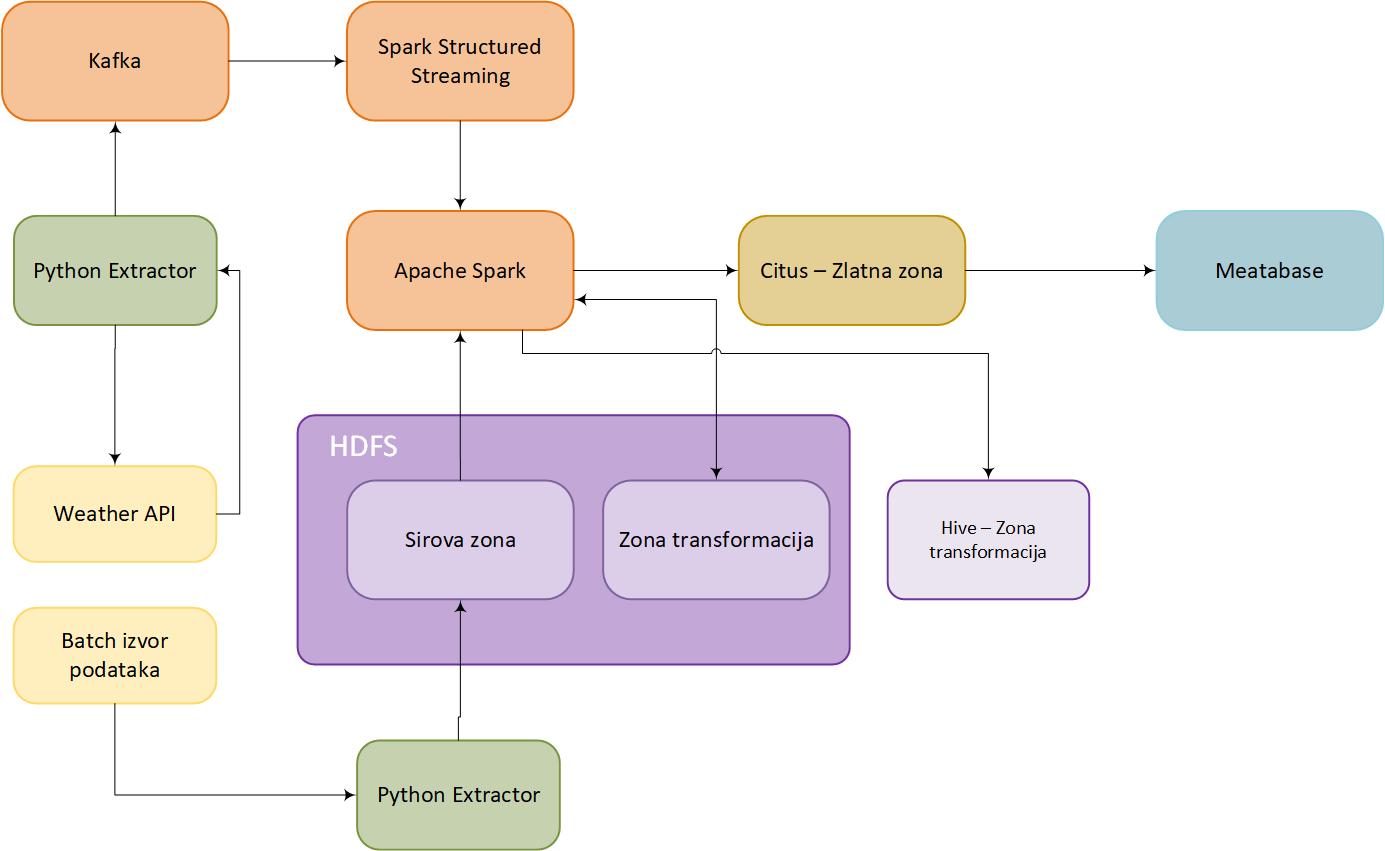 Kafka
Spark Structured
Streaming
Python Extractor
Apache Spark
Citus – Zlatna zona
Meatabase
HDFS
Weather API
Sirova zona
Zona transformacija
Hive – Zona
transformacija
Batch izvor
podataka
Python Extractor